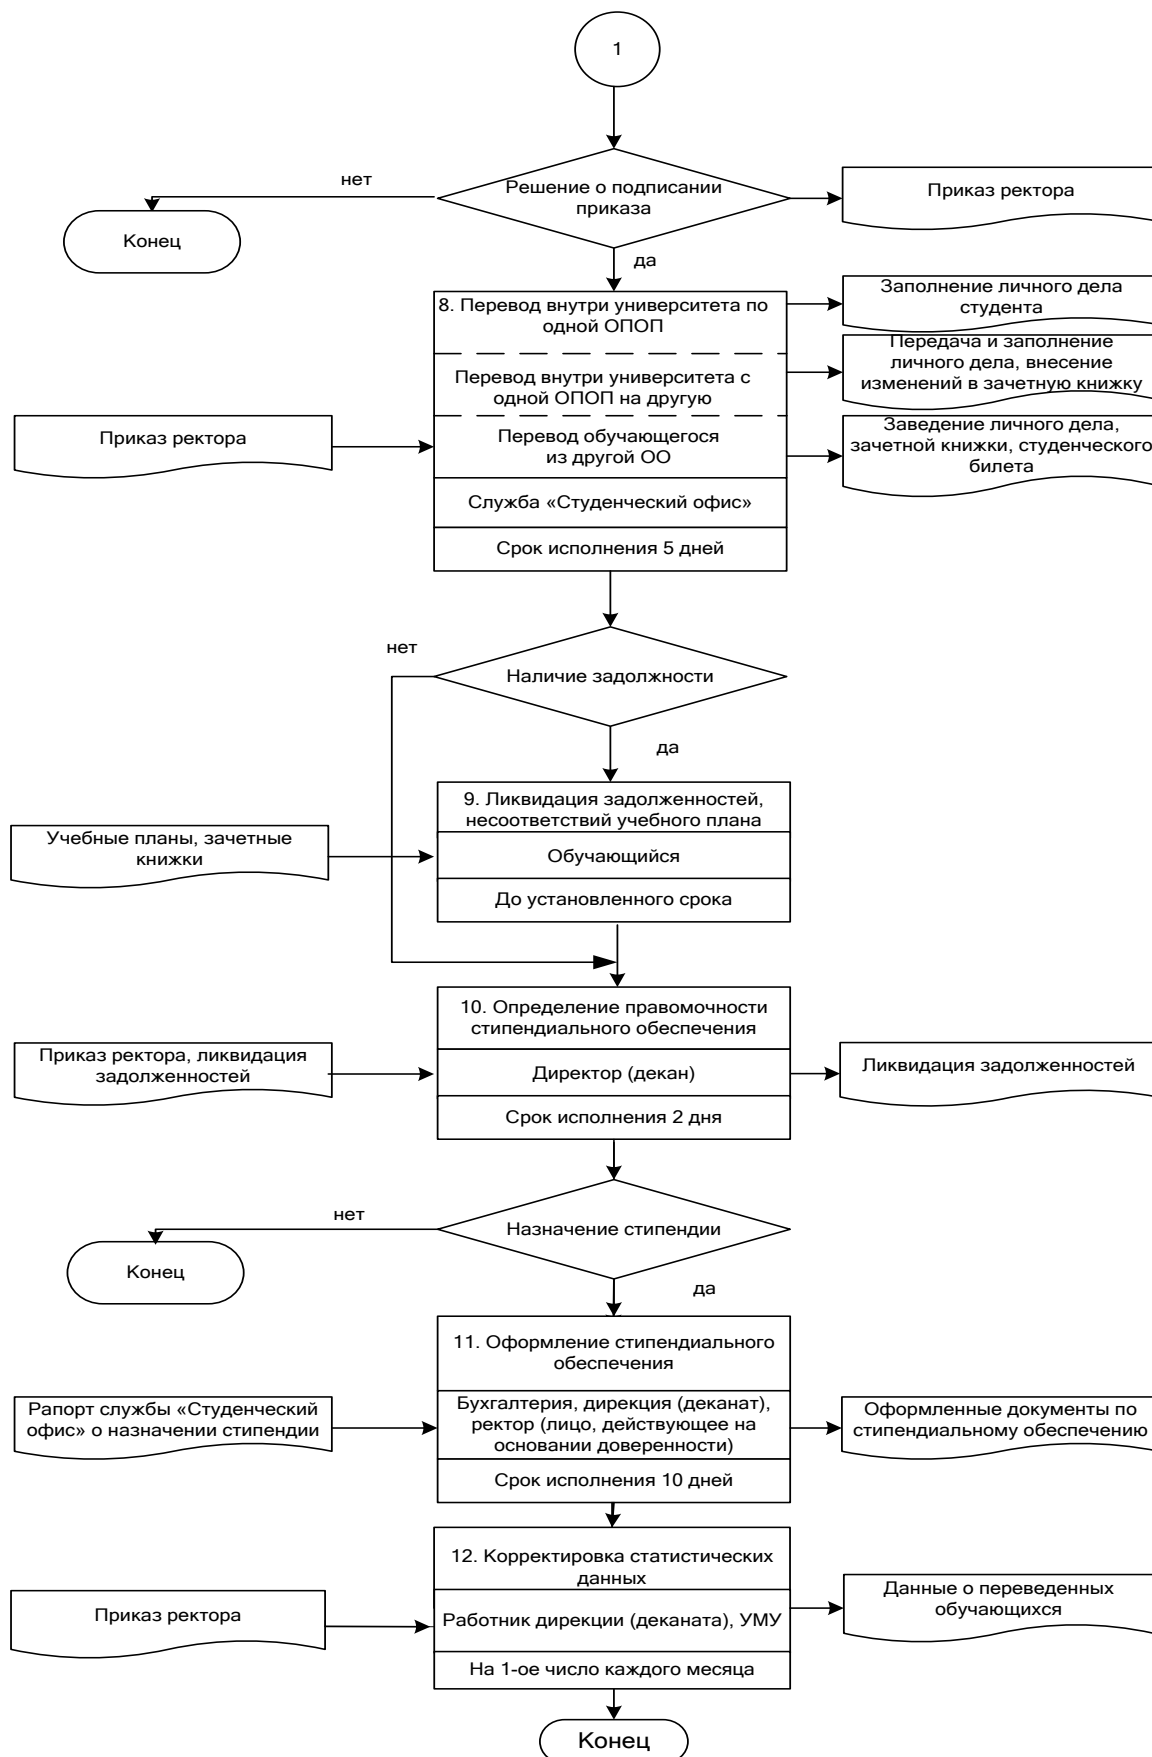 1
нет
Решение о подписании
приказа
Приказ ректора
Конец
да
8. Перевод внутри университета по
одной ОПОП
Заполнение личного дела
студента
Перевод внутри университета с
одной ОПОП на другую
Передача и заполнение
личного дела, внесение
изменений в зачетную книжку
Приказ ректора
Перевод обучающегося
из другой ОО
Заведение личного дела,
зачетной книжки, студенческого
билета
Служба «Студенческий офис»
Срок исполнения 5 дней
нет
Наличие задолжности
да
9. Ликвидация задолженностей,
несоответствий учебного плана
Учебные планы, зачетные
книжки
Обучающийся
До установленного срока
10. Определение правомочности
стипендиального обеспечения
Приказ ректора, ликвидация
задолженностей
Директор (декан)
Ликвидация задолженностей
Срок исполнения 2 дня
нет
Назначение стипендии
Конец
да
11. Оформление стипендиального
обеспечения
Рапорт службы «Студенческий
офис» о назначении стипендии
Бухгалтерия, дирекция (деканат),
ректор (лицо, действующее на
основании доверенности)
Оформленные документы по
стипендиальному обеспечению
Срок исполнения 10 дней
12. Корректировка статистических
данных
Приказ ректора
Работник дирекции (деканата), УМУ
Данные о переведенных
обучающихся
На 1-ое число каждого месяца
Конец